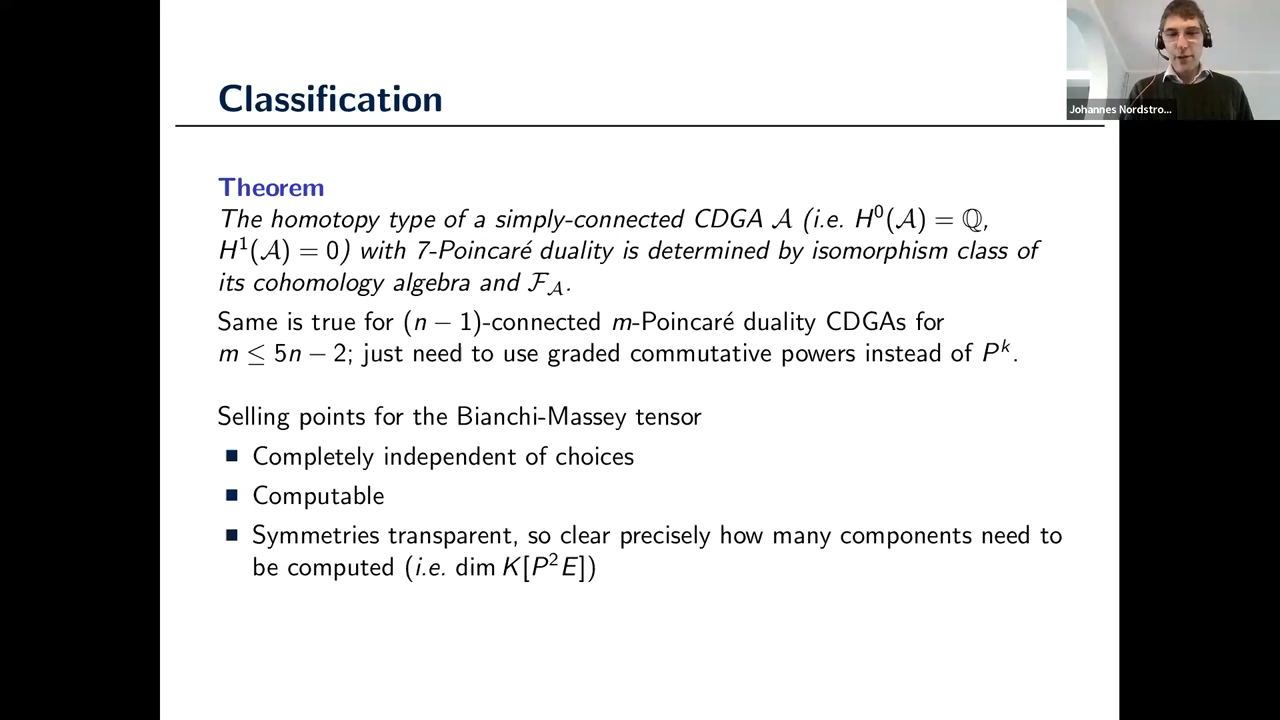 Classification
Johannes Nordstro...
Theorem
The homotopy type of a simply-connected CDGA 𝒜 (i.e. H⁰(𝒜) = ℚ,
H¹(𝒜) = 0) with 7-Poincaré duality is determined by isomorphism class of
its cohomology algebra and ℱ_𝒜.
Same is true for (n − 1)-connected m-Poincaré duality CDGAs for
m ≤ 5n − 2; just need to use graded commutative powers instead of Pᵏ.
Selling points for the Bianchi-Massey tensor
■ Completely independent of choices
■ Computable
■ Symmetries transparent, so clear precisely how many components need to
be computed (i.e. dim K[P²E])